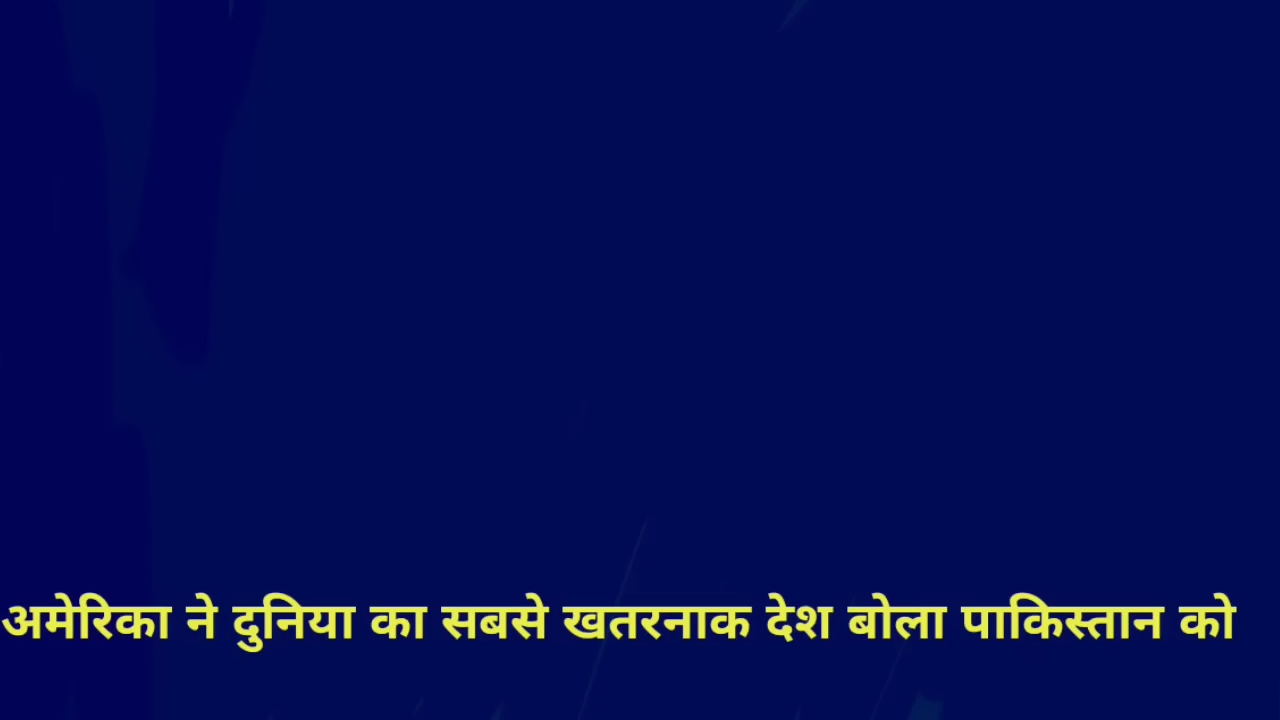 अमेरिका ने दुनिया का सबसे खतरनाक देश बोला पाकिस्तान को